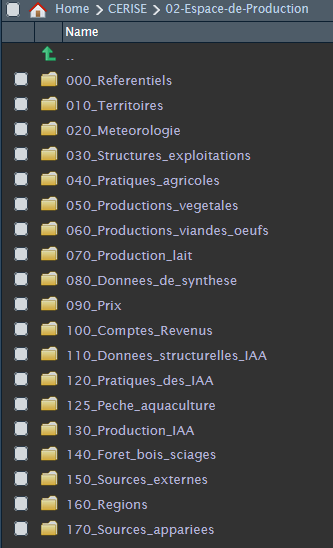 Home > CERISE > 02-Espace-de-Production
Name
..
000_Referentiels
010_Territoires
020_Meteorologie
030_Structures_exploitations
040_Pratiques_agricoles
050_Productions_vegetales
060_Productions_viandes_oeufs
070_Production_lait
080_Donnees_de_synthese
090_Prix
100_Comptes_Revenus
110_Donnees_structurelles_IAA
120_Pratiques_des_IAA
125_Peche_aquaculture
130_Production_IAA
140_Foret_bois_sciages
150_Sources_externes
160_Regions
170_Sources_appariees